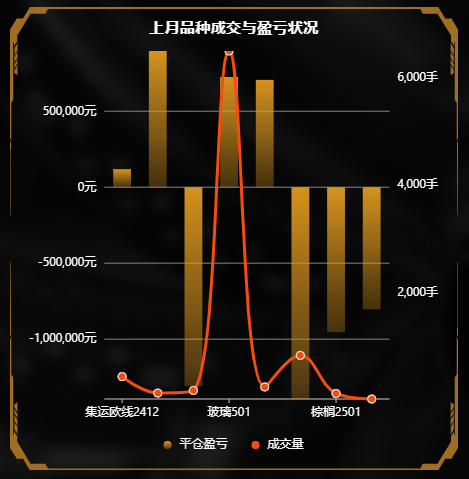 上月品种成交与盈亏状况
500,000元
0元
-500,000元
-1,000,000元
6,000手
4,000手
2,000手
集运欧线2412
玻璃501
棕榈2501
平仓盈亏
成交量